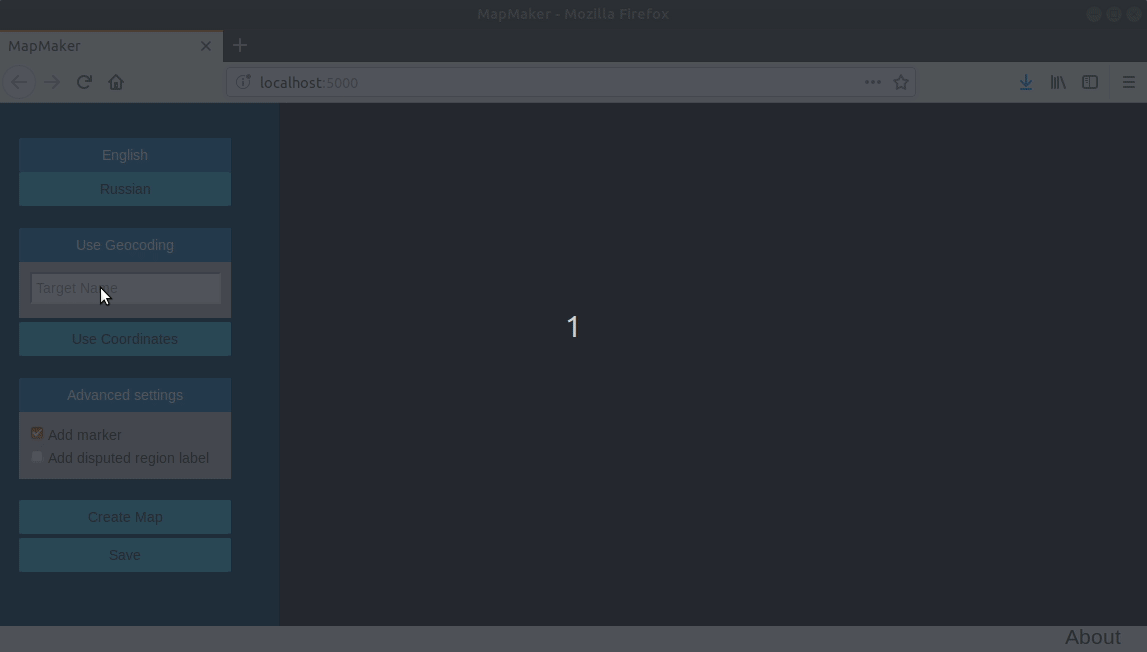 MapMaker - Mozilla Firefox
MapMaker
localhost:5000
English
Russian
Use Geocoding
Target Name
Use Coordinates
1
Advanced settings
Add marker
Add disputed region label
Create Map
Save
About